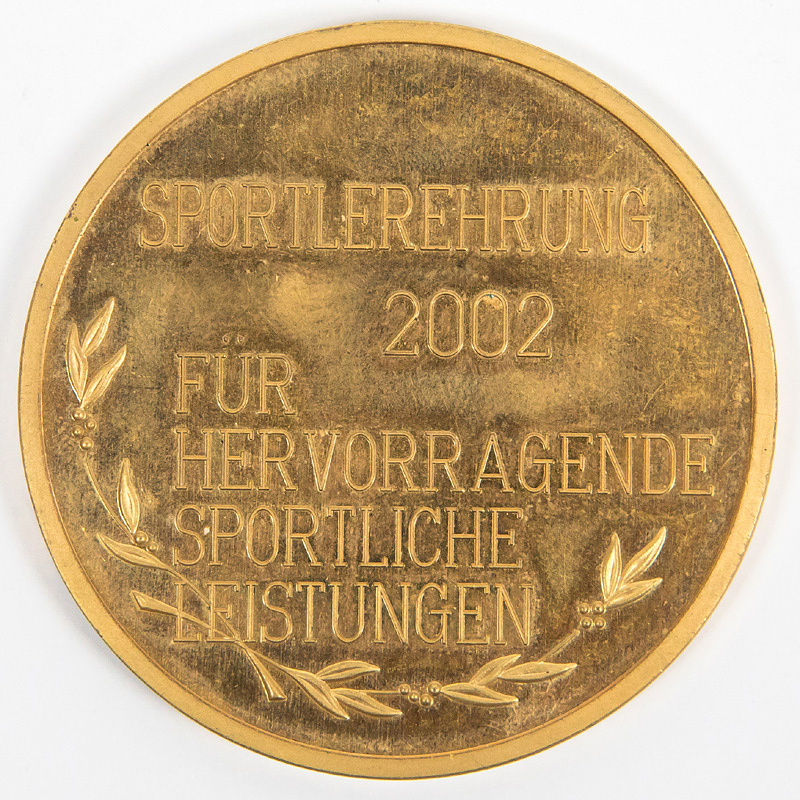 SPORTLEREHRUNG
2002
FÜR
HERVORRAGENDE
SPORTLICHE
LEISTUNGEN